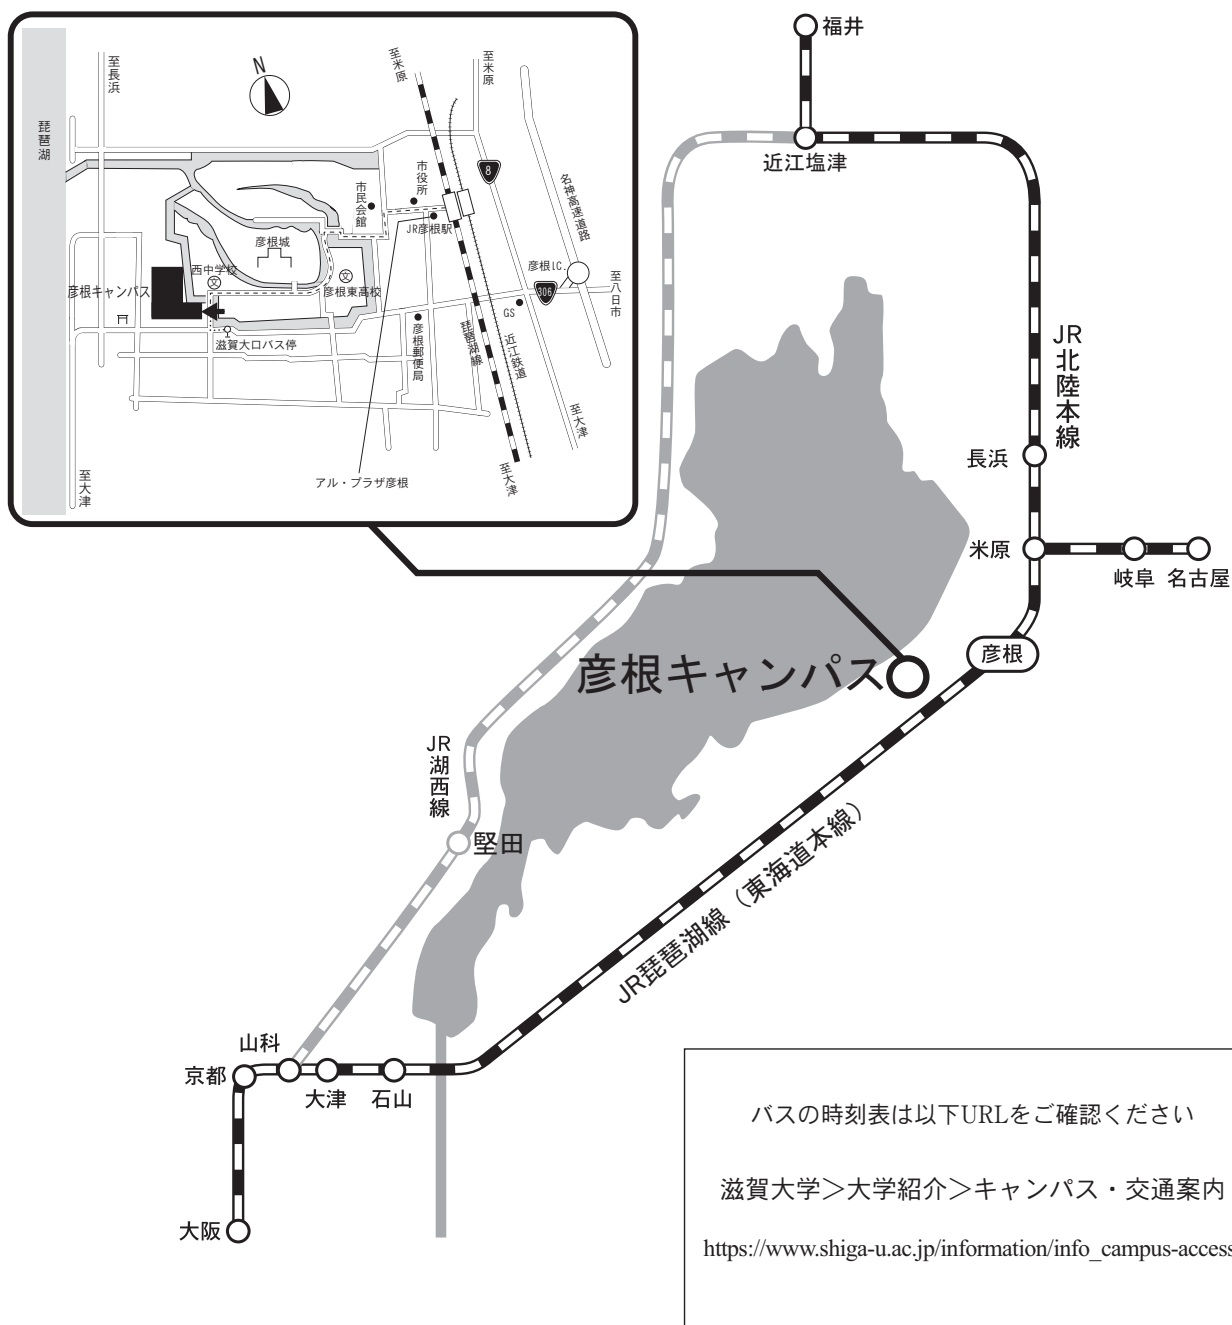 福井
近江塩津
JR北陸本線
長浜
米原
岐阜
名古屋
彦根
彦根キャンパス
JR湖西線
堅田
JR琵琶湖線（東海道本線）
山科
京都
大津
石山
大阪
至長浜
琵琶湖
N
至米原
至米原
8
市役所
市民会館
名神高速道路
JR彦根駅
彦根城
彦根I.C.
至八日市
西中学校
文
文
彦根東高校
306
彦根キャンパス
GS
滋賀大口バス停
彦根郵便局
琵琶湖線
近江鉄道
至大津
至大津
至大津
アル・プラザ彦根
バスの時刻表は以下URLをご確認ください
滋賀大学＞大学紹介＞キャンパス・交通案内
https://www.shiga-u.ac.jp/information/info_campus-access